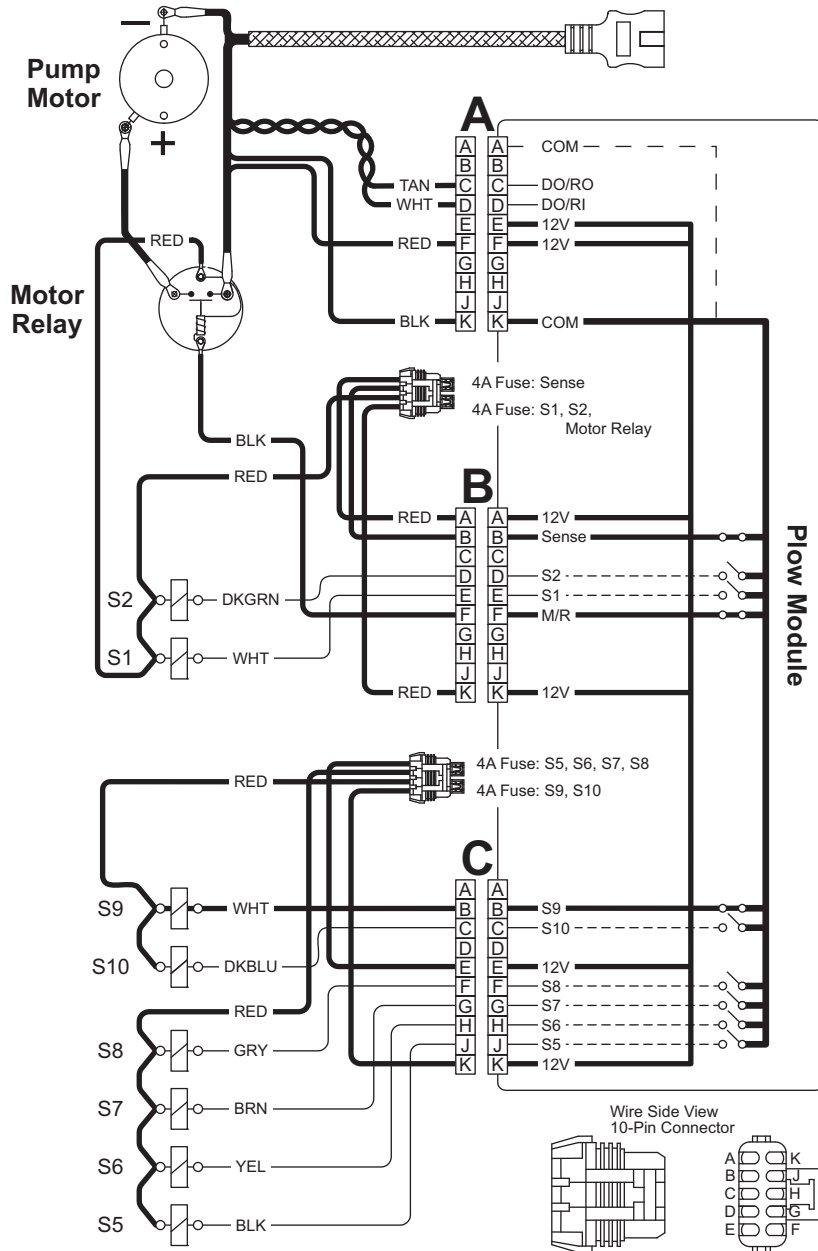 −
Pump
Motor
+
A
A A COM
B B
C C DO/RO
TAN
D D DO/RI
WHT
E E 12V
F F 12V
RED RED
G G
H H
J J
K K COM
BLK
Motor
Relay
4A Fuse: Sense
4A Fuse: S1, S2,
Motor Relay
BLK
RED
B
RED A A 12V
B B Sense
C C
D D S2
S2 DKGRN
E E S1
F F M/R
G G
S1 WHT
H H
J J
RED K K 12V
Plow Module
4A Fuse: S5, S6, S7, S8
RED
4A Fuse: S9, S10
C
A A
S9 WHT B B S9
C C S10
D D
S10 DKBLU E E 12V
F F S8
RED G G S7
H H S6
J J S5
S8 GRY
K K 12V
S7 BRN
S6 YEL
S5 BLK
Wire Side View
10-Pin Connector
A K
B J
C H
D G
E F